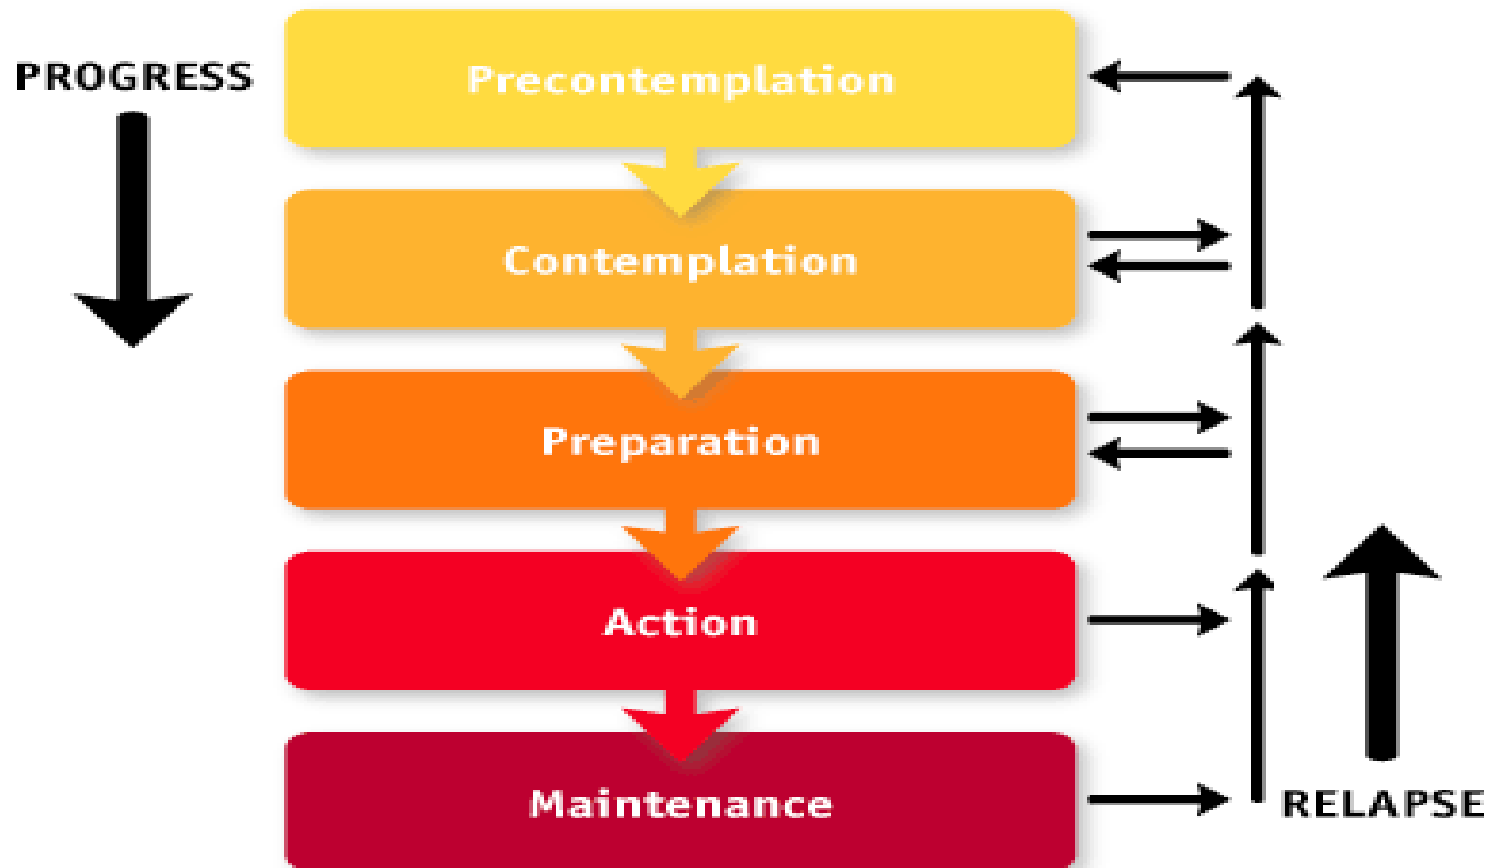 PROGRESS
Precontemplation
Contemplation
Preparation
Action
Maintenance
RELAPSE